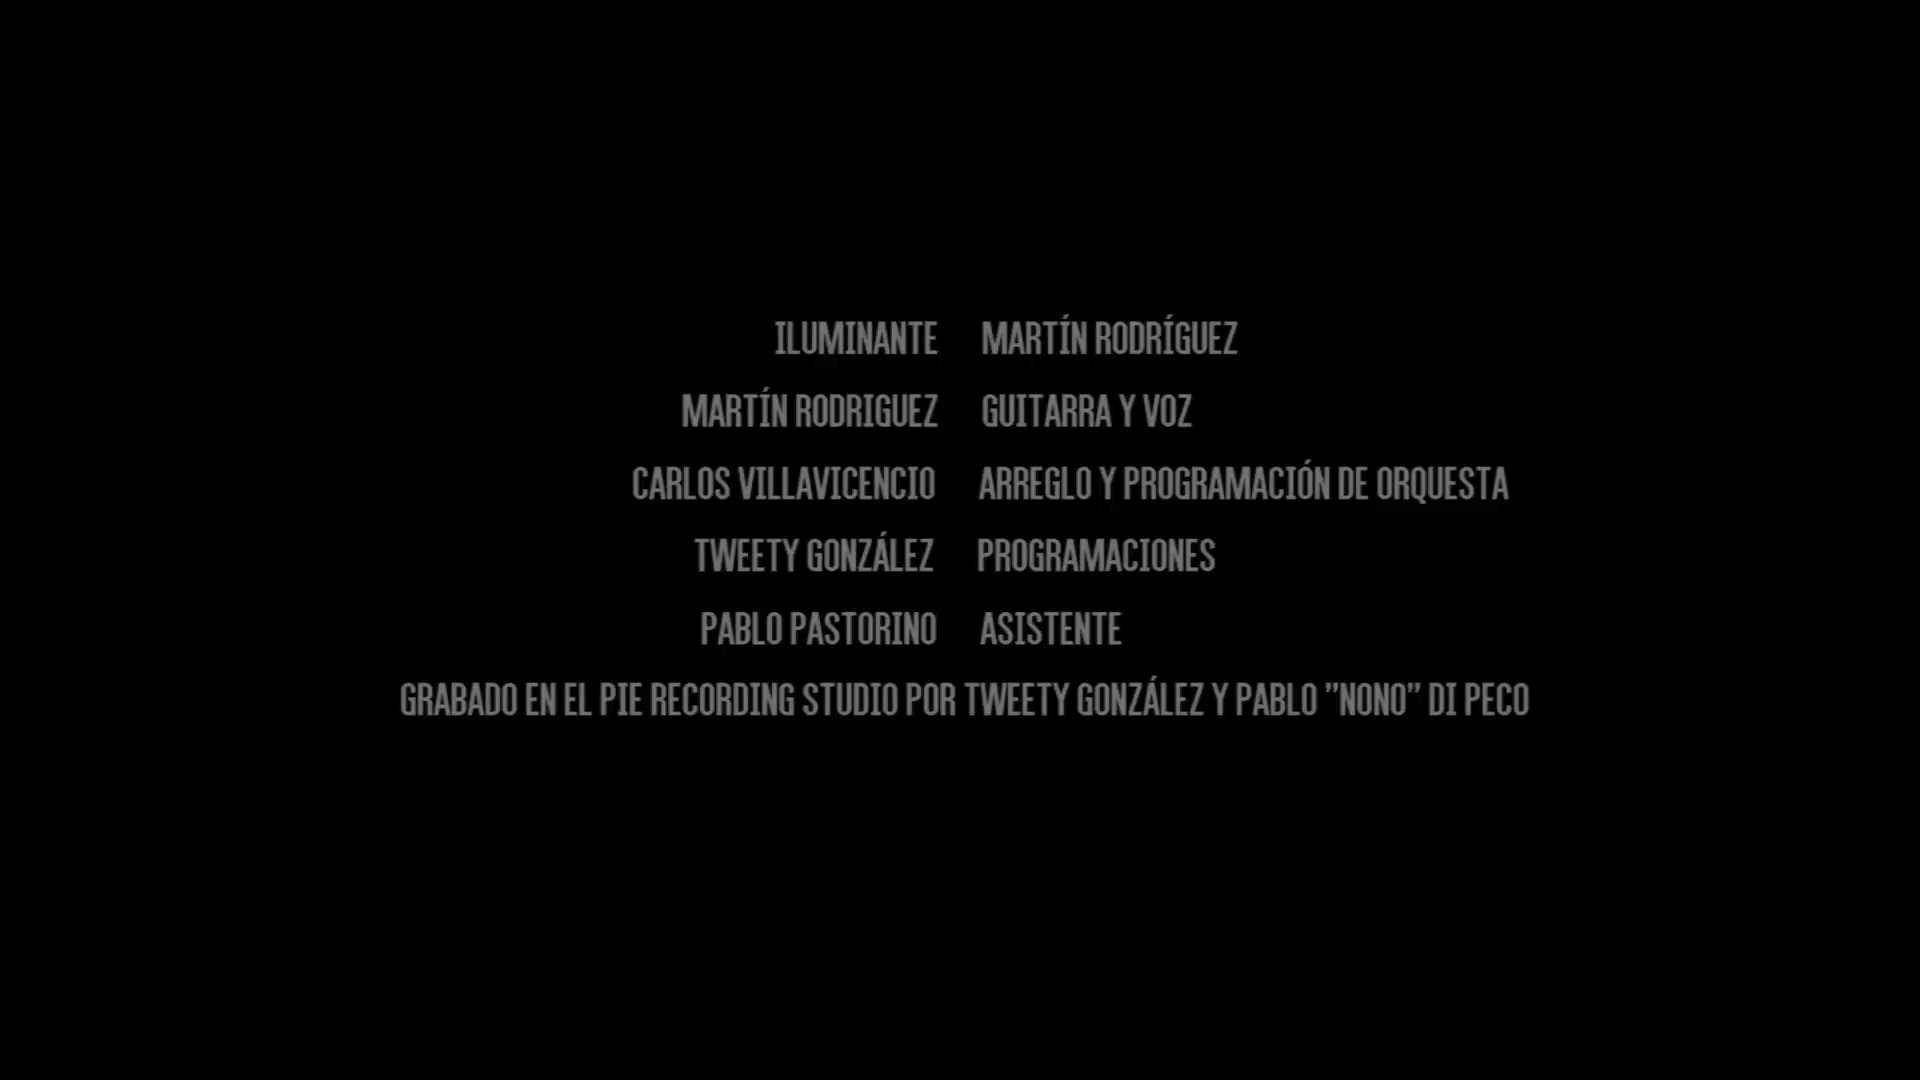 ILUMINANTE MARTÍN RODRÍGUEZ
MARTÍN RODRIGUEZ GUITARRA Y VOZ
CARLOS VILLAVICENCIO ARREGLO Y PROGRAMACIÓN DE ORQUESTA
TWEETY GONZÁLEZ PROGRAMACIONES
PABLO PASTORINO ASISTENTE
GRABADO EN EL PIE RECORDING STUDIO POR TWEETY GONZÁLEZ Y PABLO ”NONO” DI PECO